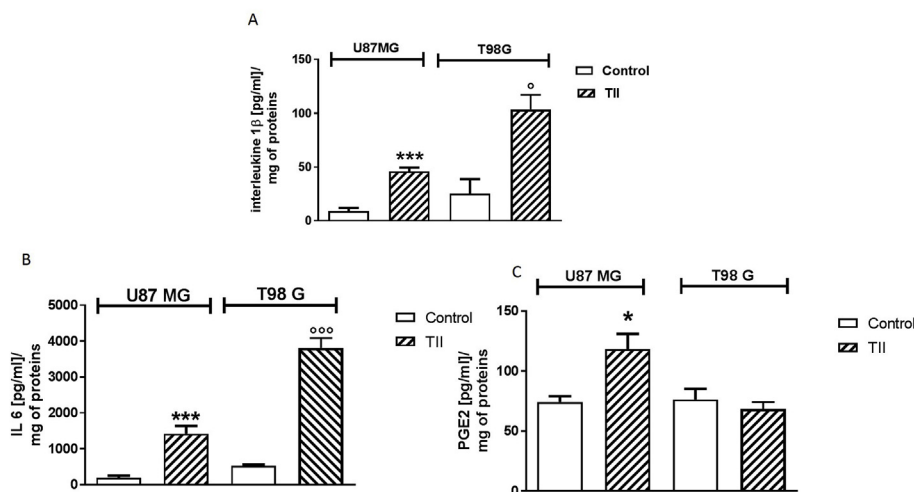 A
U87MG
T98G
interleukine 1β [pg/ml]/
mg of proteins
150
100
50
0
***
°
Control
TII
B
U87 MG
T98 G
IL 6 [pg/ml]/
mg of proteins
5000
4000
3000
2000
1000
0
***
°°°
Control
TII
C
U87 MG
T98 G
PGE2 [pg/ml]/
mg of proteins
150
100
50
0
*
Control
TII